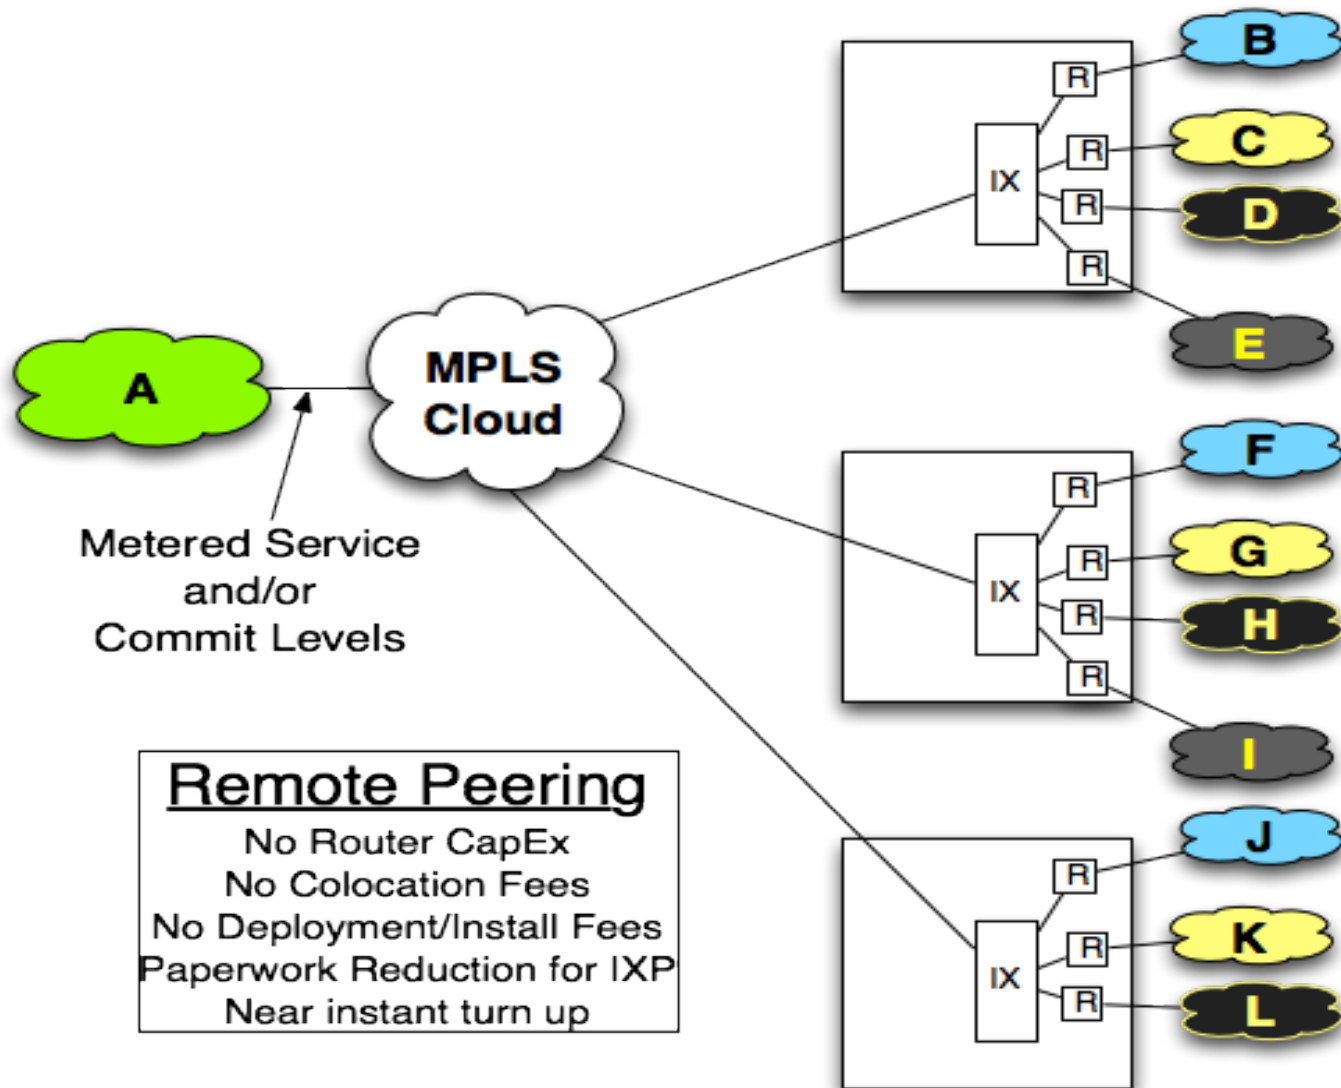 B
R
C
R
IX
D
R
R
E
A
MPLS
Cloud
F
R
G
R
IX
H
R
R
I
Metered Service
and/or
Commit Levels
Remote Peering
No Router CapEx
No Colocation Fees
No Deployment/Install Fees
Paperwork Reduction for IXP
Near instant turn up
J
R
K
R
IX
L
R